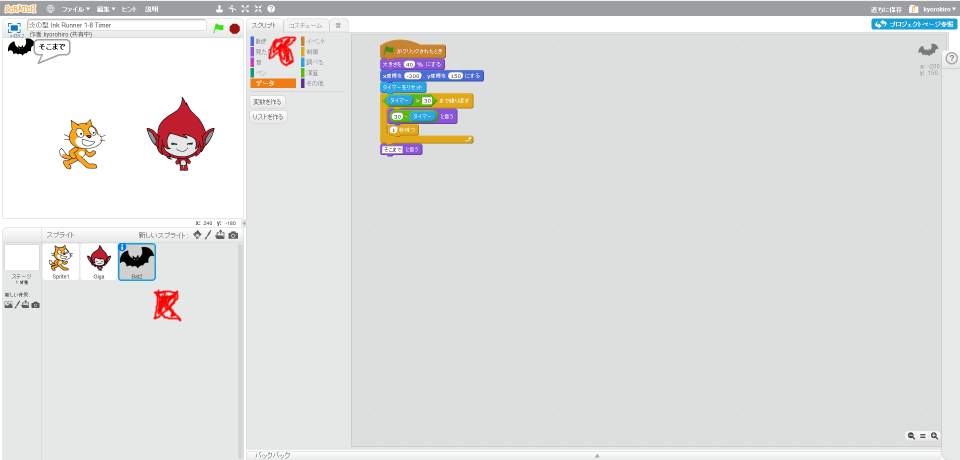 SCRATCH ファイル▼ 編集▼ ヒント 説明 直ちに保存 kyorohiro▼
炎の型 Ink Runner 1-8 Timer
作者 kyorohiro (共有中)
プロジェクトページ参照
スクリプト コスチューム 音
そこまで
動き イベント
見た 制御
音 調べる
ペン 演算
データ その他
変数を作る
リストを作る
がクリックされたとき
大きさを 40 % にする
x座標を -200 、y座標を 150 にする
タイマーをリセット
タイマー > 30 まで繰り返す
30 - タイマー と言う
1 秒待つ
そこまで と言う
x: -200
y: 150
x: 240 y: -180
スプライト 新しいスプライト:
ステージ
1 背景
新しい背景:
Sprite1 Giga Bat2
バックパック